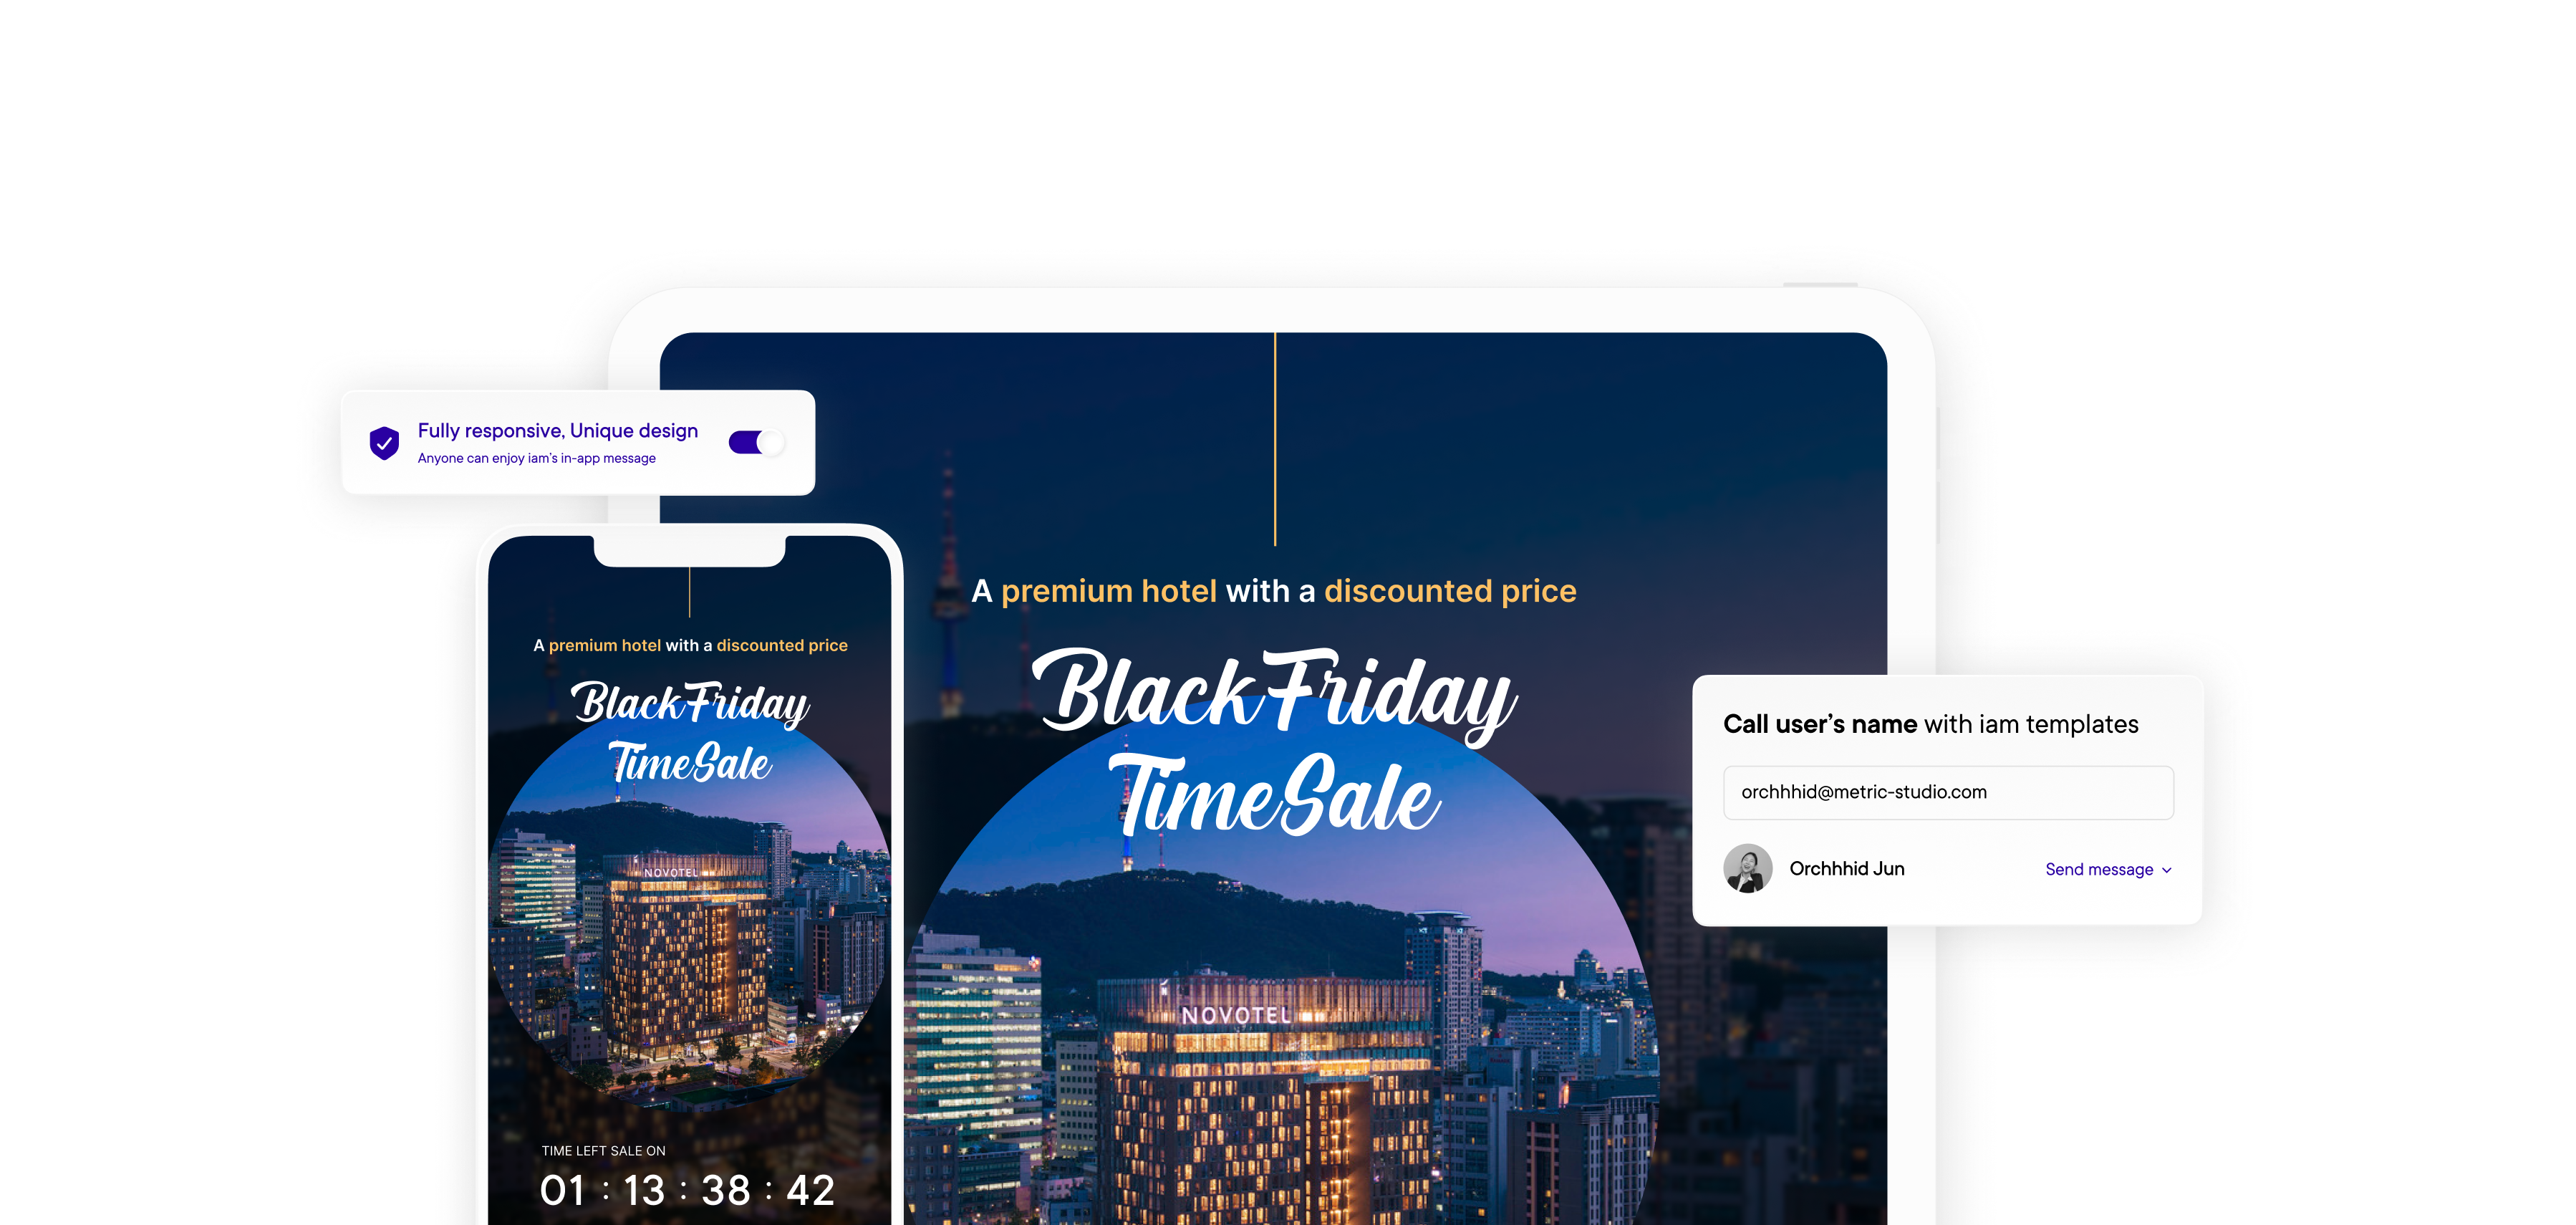 Fully responsive, Unique design
Anyone can enjoy iam's in-app message
A premium hotel with a discounted price
BlackFriday
TimeSale
NOVOTEL
TIME LEFT SALE ON
01 : 13 : 38 : 42
A premium hotel with a discounted price
BlackFriday
TimeSale
NOVOTEL
Call user’s name with iam templates
orchhhid@metric-studio.com
Orchhhid Jun
Send message